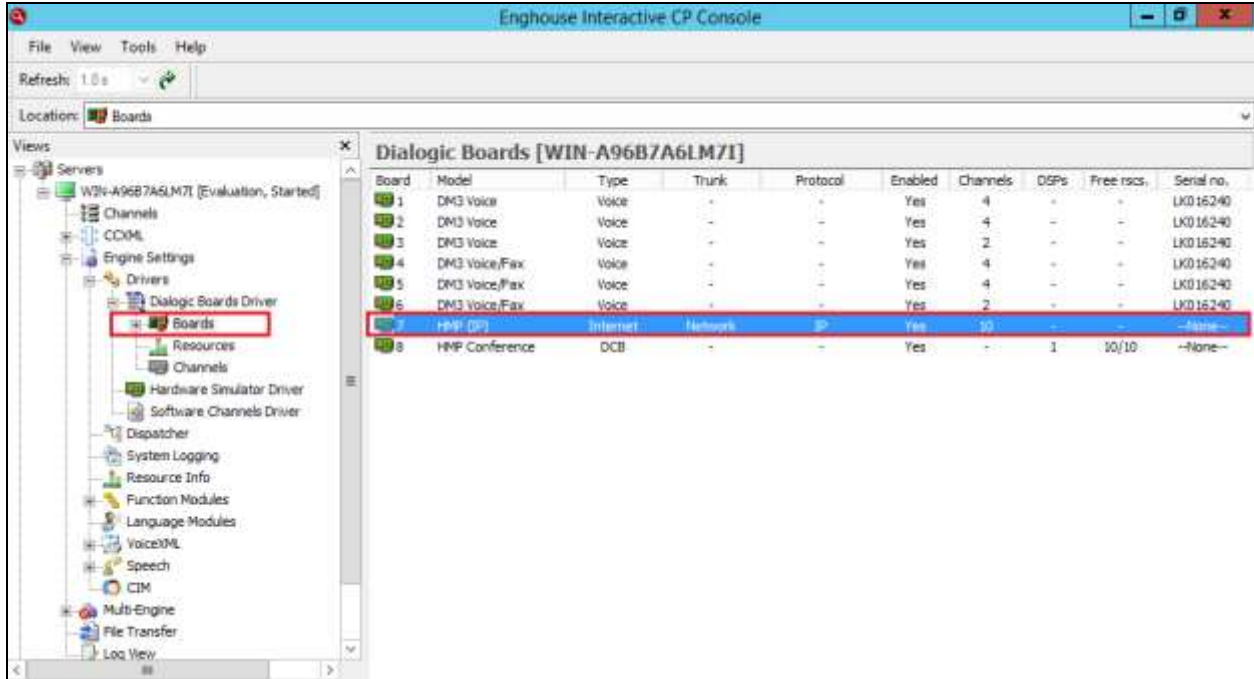 Enghouse Interactive CP Console
File View Tools Help
Refresh: 1.0 s
Location: Boards
Views
Dialogic Boards [WIN-A96B7A6LM7I]
Servers
WIN-A96B7A6LM7I [Evaluation, Started]
Channels
CCXML
Engine Settings
Drivers
Dialogic Boards Driver
Boards
Resources
Channels
Hardware Simulator Driver
Software Channels Driver
Dispatcher
System Logging
Resource Info
Function Modules
Language Modules
VoiceXML
Speech
CIM
Multi-Engine
File Transfer
Log View
Board Model Type Trunk Protocol Enabled Channels DSPs Free rscs. Serial no.
1 DM3 Voice Voice - - Yes 4 - - LK016240
2 DM3 Voice Voice - - Yes 4 - - LK016240
3 DM3 Voice Voice - - Yes 2 - - LK016240
4 DM3 Voice/Fax Voice - - Yes 4 - - LK016240
5 DM3 Voice/Fax Voice - - Yes 4 - - LK016240
6 DM3 Voice/Fax Voice - - Yes 2 - - LK016240
7 HMP (IP) Internet Network IP Yes 10 - - --None--
8 HMP Conference DCB - - Yes - 1 10/10 --None--